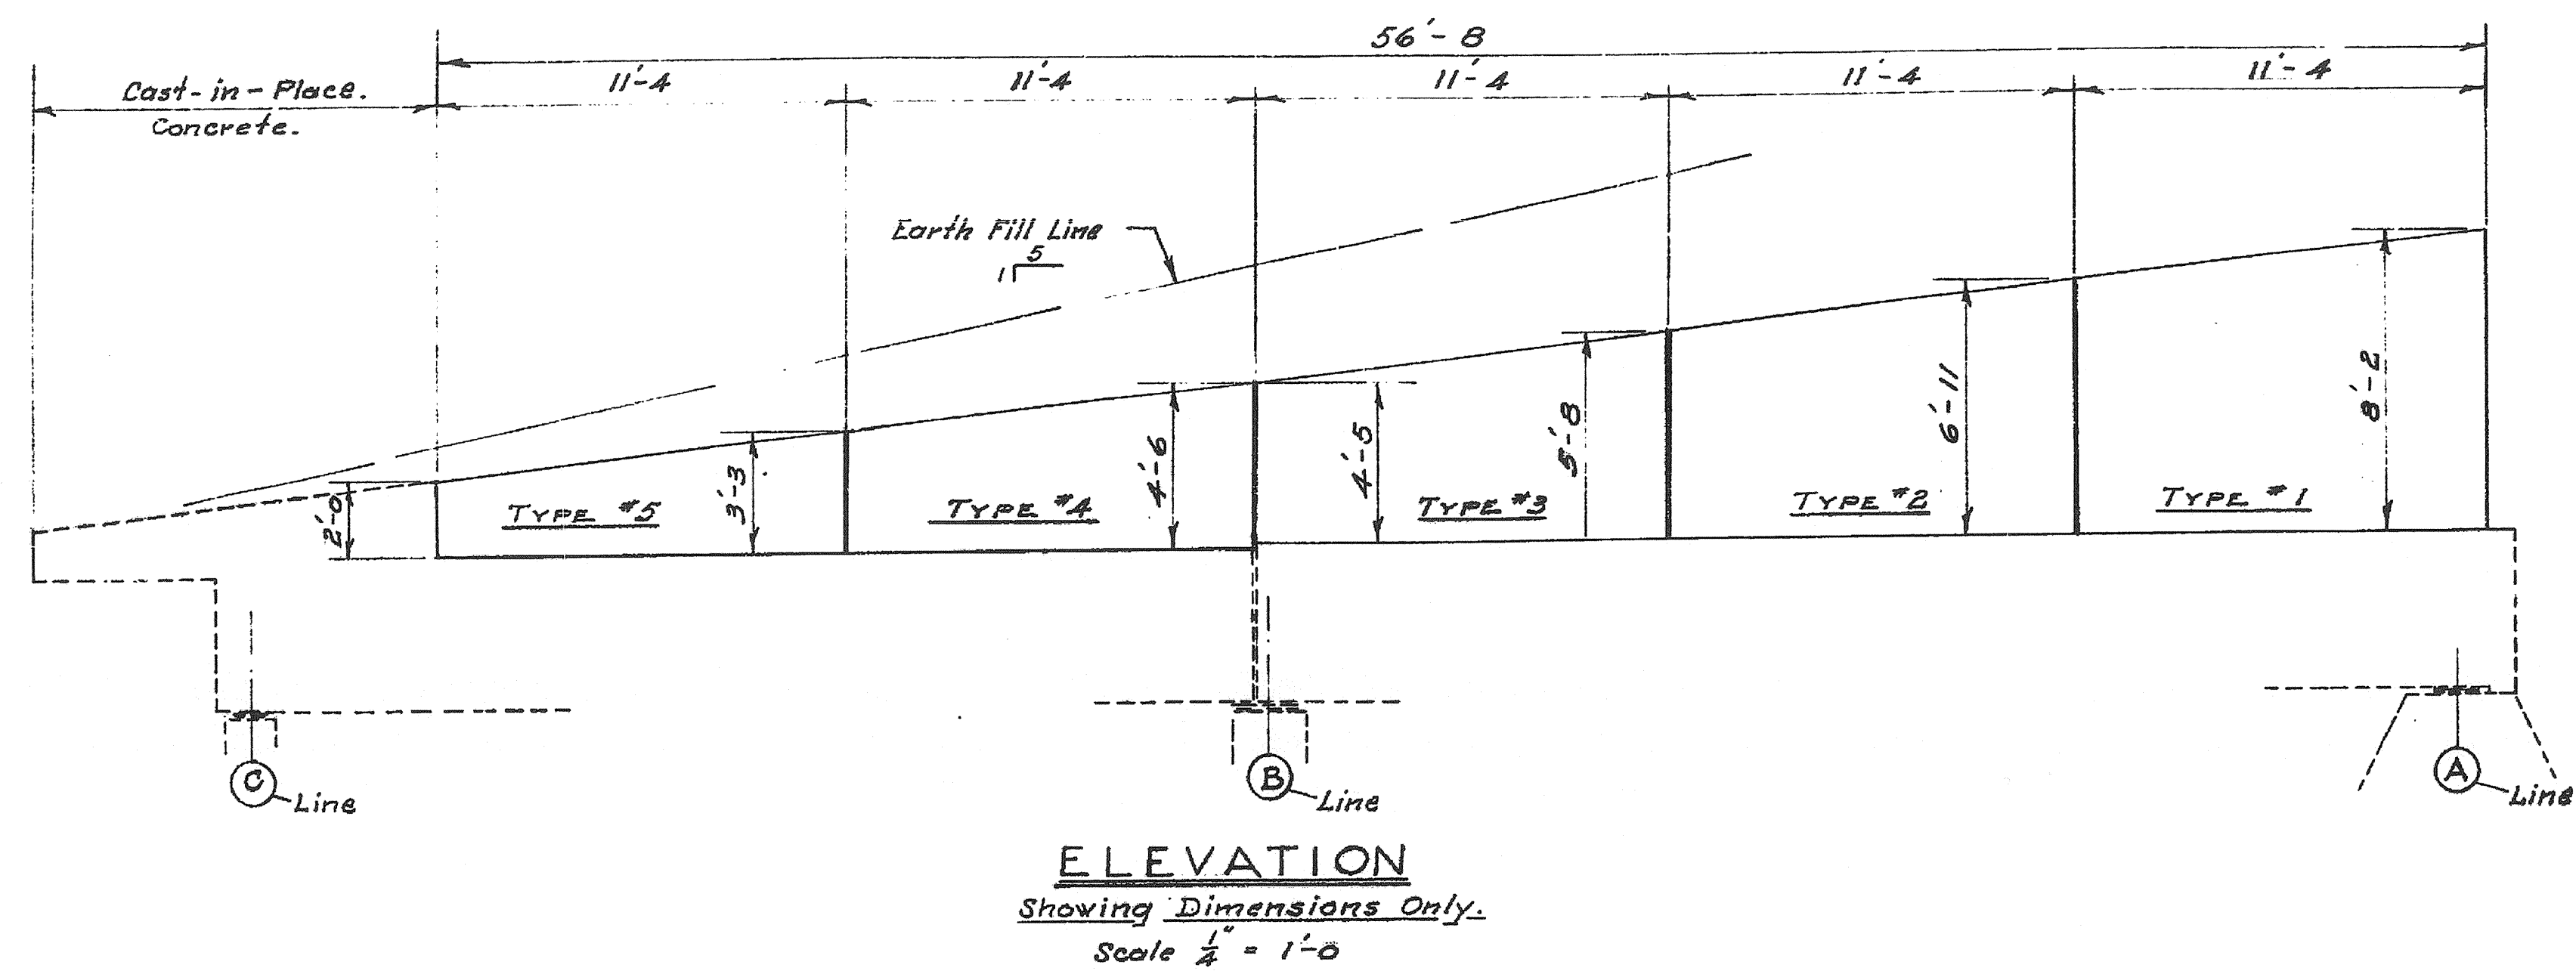 56'-8
Cast-in-Place.
Concrete.
11'-4
11'-4
11'-4
11'-4
11'-4
Earth Fill Line
1 5
2'-0
TYPE #5
3'-3
TYPE #4
4'-6
4'-5
TYPE #3
5'-8
TYPE #2
6'-11
TYPE #1
8'-2
C Line
B Line
A Line
ELEVATION
Showing Dimensions Only.
Scale 1/4" = 1'-0